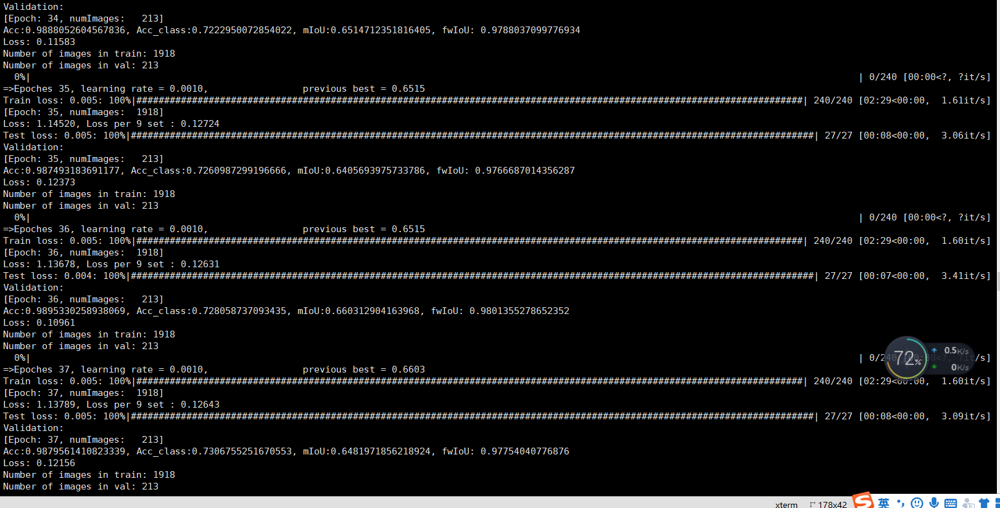 Validation:
[Epoch: 34, numImages:   213]
Acc:0.9888052604567836, Acc_class:0.7222950072854022, mIoU:0.6514712351816405, fwIoU: 0.9788037099776934
Loss: 0.11583
Number of images in train: 1918
Number of images in val: 213
0%| | 0/240 [00:00<?, ?it/s]
=>Epoches 35, learning rate = 0.0010, previous best = 0.6515
Train loss: 0.005: 100%|########################################################################################################################| 240/240 [02:29<00:00,  1.61it/s]
[Epoch: 35, numImages:  1918]
Loss: 1.14520, Loss per 9 set : 0.12724
Test loss: 0.005: 100%|###########################################################################################################################| 27/27 [00:08<00:00,  3.06it/s]
Validation:
[Epoch: 35, numImages:   213]
Acc:0.987493183691177, Acc_class:0.7260987299196666, mIoU:0.6405693975733786, fwIoU: 0.9766687014356287
Loss: 0.12373
Number of images in train: 1918
Number of images in val: 213
0%| | 0/240 [00:00<?, ?it/s]
=>Epoches 36, learning rate = 0.0010, previous best = 0.6515
Train loss: 0.005: 100%|########################################################################################################################| 240/240 [02:29<00:00,  1.60it/s]
[Epoch: 36, numImages:  1918]
Loss: 1.13678, Loss per 9 set : 0.12631
Test loss: 0.004: 100%|###########################################################################################################################| 27/27 [00:07<00:00,  3.41it/s]
Validation:
[Epoch: 36, numImages:   213]
Acc:0.9895330258938069, Acc_class:0.728058737093435, mIoU:0.660312904163968, fwIoU: 0.9801355278652352
Loss: 0.10961
Number of images in train: 1918
Number of images in val: 213
0%| | 0/240 [00:00<?, ?it/s]
72% 0.5K/s
0K/s
=>Epoches 37, learning rate = 0.0010, previous best = 0.6603
Train loss: 0.005: 100%|########################################################################################################################| 240/240 [02:29<00:00,  1.60it/s]
[Epoch: 37, numImages:  1918]
Loss: 1.13789, Loss per 9 set : 0.12643
Test loss: 0.005: 100%|###########################################################################################################################| 27/27 [00:08<00:00,  3.09it/s]
Validation:
[Epoch: 37, numImages:   213]
Acc:0.9879561410823339, Acc_class:0.7306755251670553, mIoU:0.6481971856218924, fwIoU: 0.97754040776876
Loss: 0.12156
Number of images in train: 1918
Number of images in val: 213
xterm 178x42 S 英